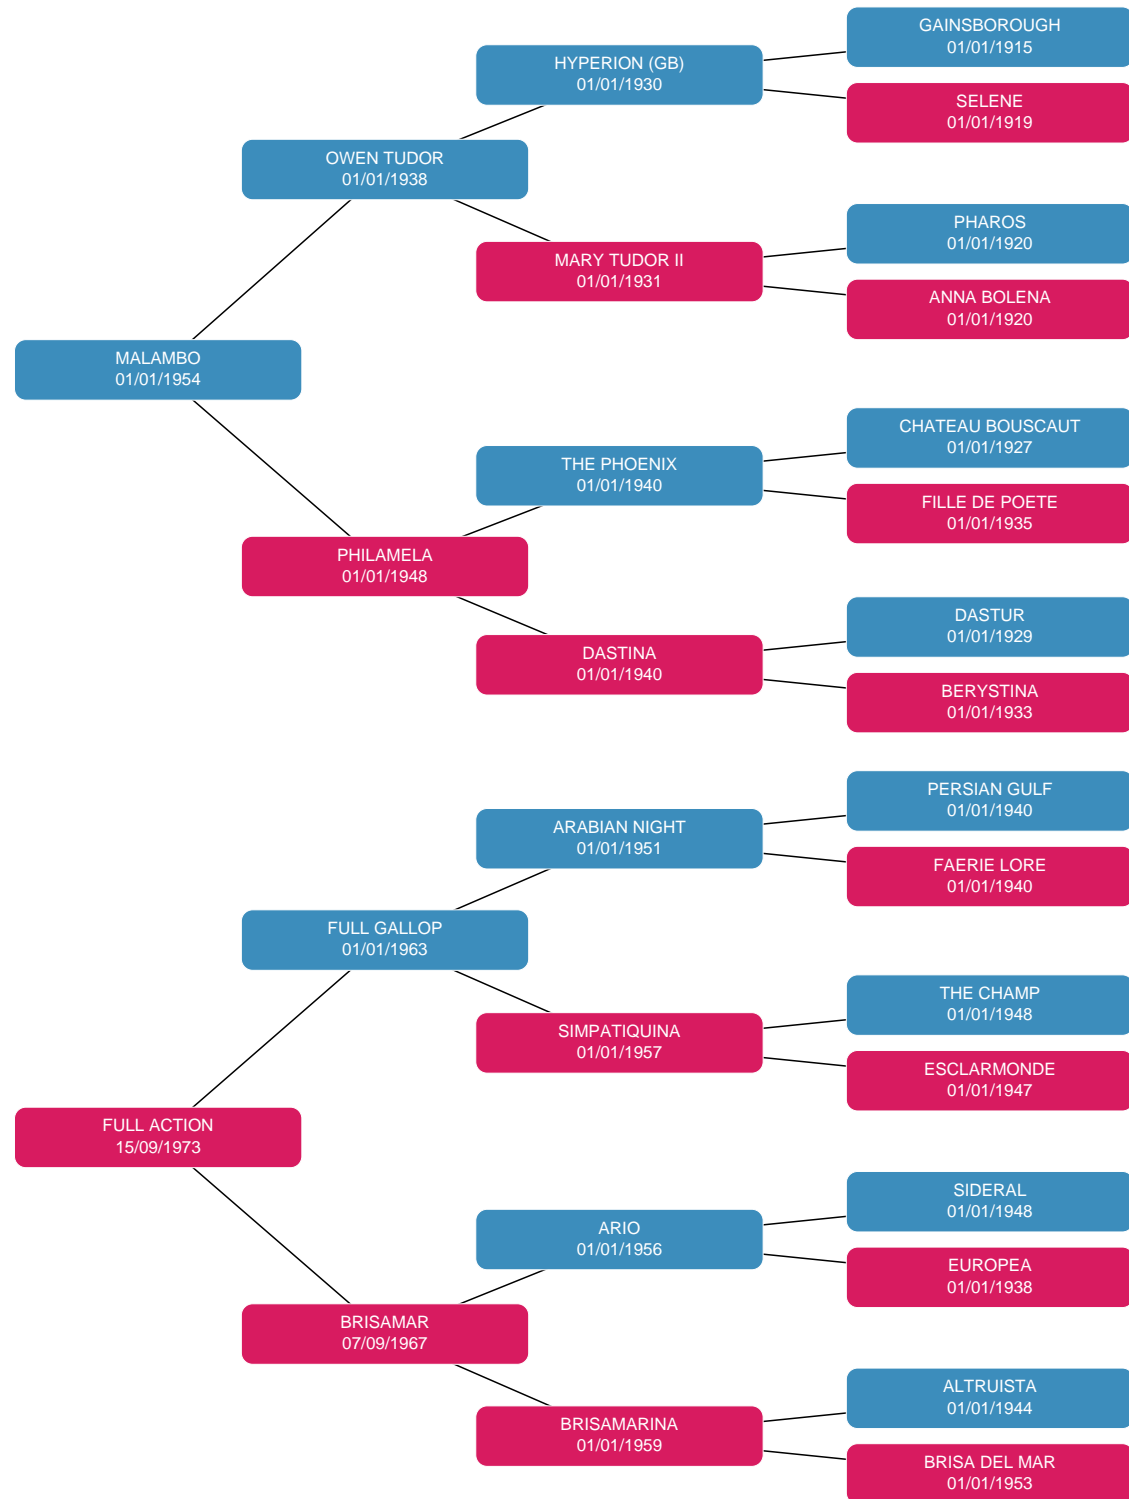 GAINSBOROUGH
01/01/1915
HYPERION (GB)
01/01/1930
SELENE
01/01/1919
OWEN TUDOR
01/01/1938
PHAROS
01/01/1920
MARY TUDOR II
01/01/1931
ANNA BOLENA
01/01/1920
MALAMBO
01/01/1954
CHATEAU BOUSCAUT
01/01/1927
THE PHOENIX
01/01/1940
FILLE DE POETE
01/01/1935
PHILAMELA
01/01/1948
DASTUR
01/01/1929
DASTINA
01/01/1940
BERYSTINA
01/01/1933
PERSIAN GULF
01/01/1940
ARABIAN NIGHT
01/01/1951
FAERIE LORE
01/01/1940
FULL GALLOP
01/01/1963
THE CHAMP
01/01/1948
SIMPATIQUINA
01/01/1957
ESCLARMONDE
01/01/1947
FULL ACTION
15/09/1973
SIDERAL
01/01/1948
ARIO
01/01/1956
EUROPEA
01/01/1938
BRISAMAR
07/09/1967
ALTRUISTA
01/01/1944
BRISAMARINA
01/01/1959
BRISA DEL MAR
01/01/1953